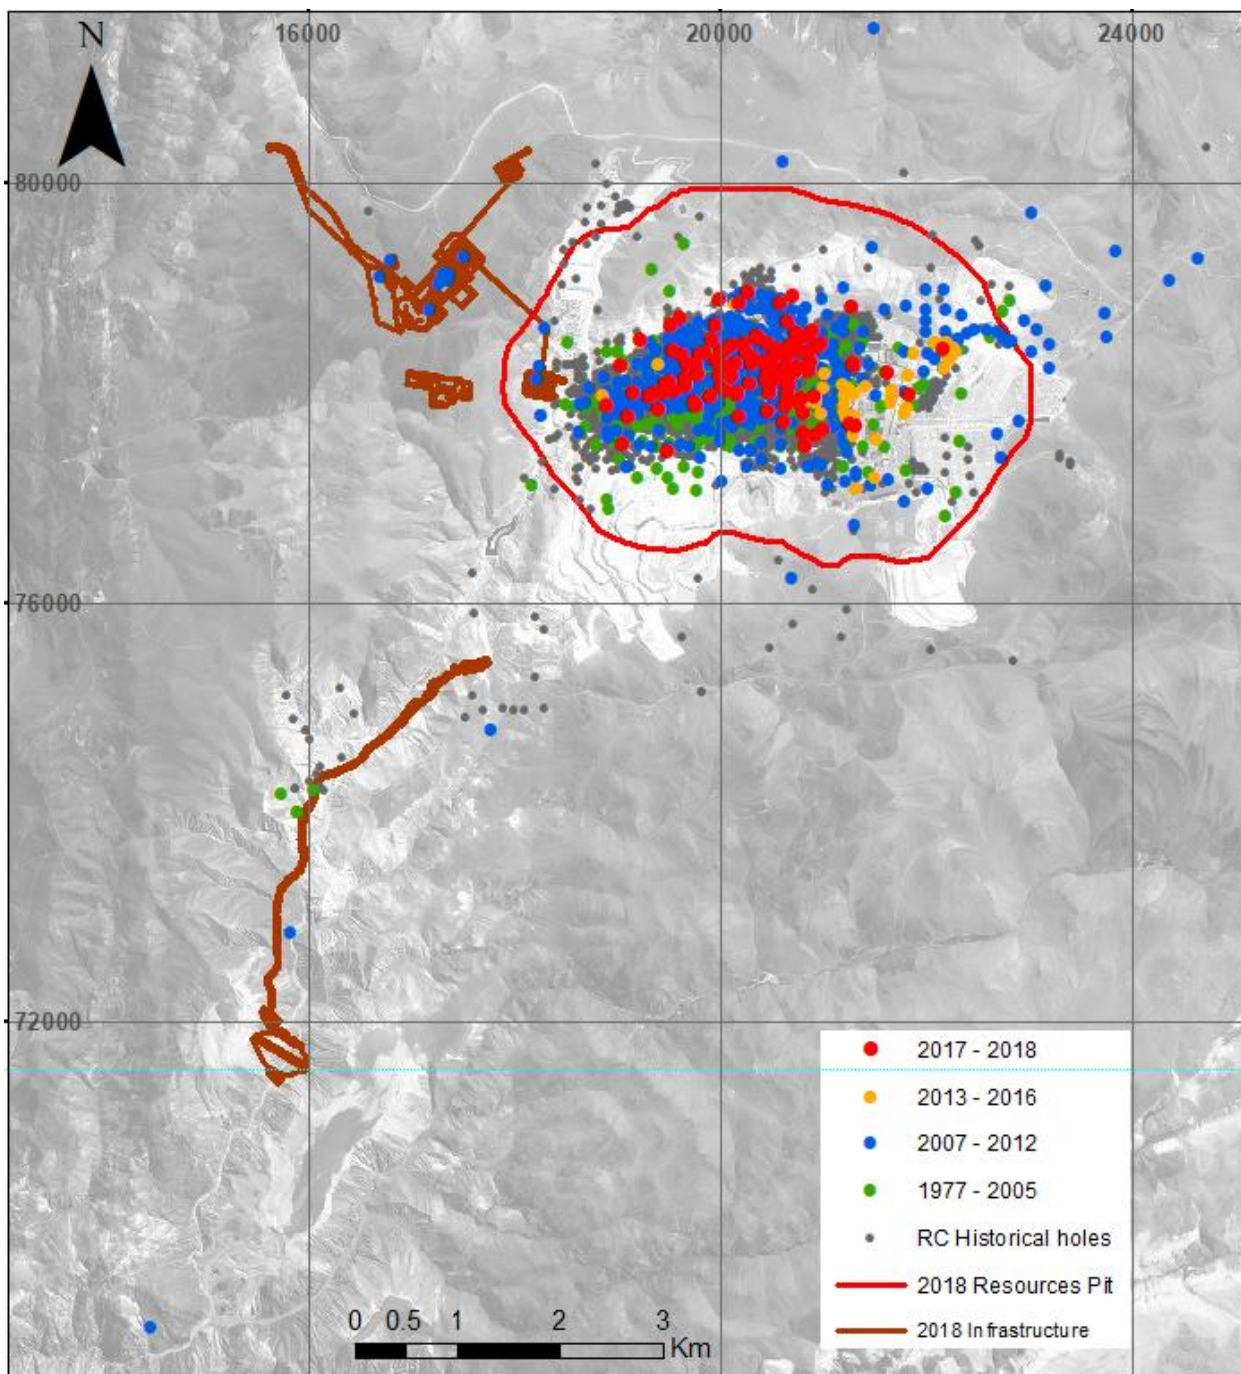 N
16000 20000 24000
80000
76000
72000
2017 - 2018
2013 - 2016
2007 - 2012
1977 - 2005
RC Historical holes
2018 Resources Pit
2018 Infrastructure
0 0.5 1 2 3
Km